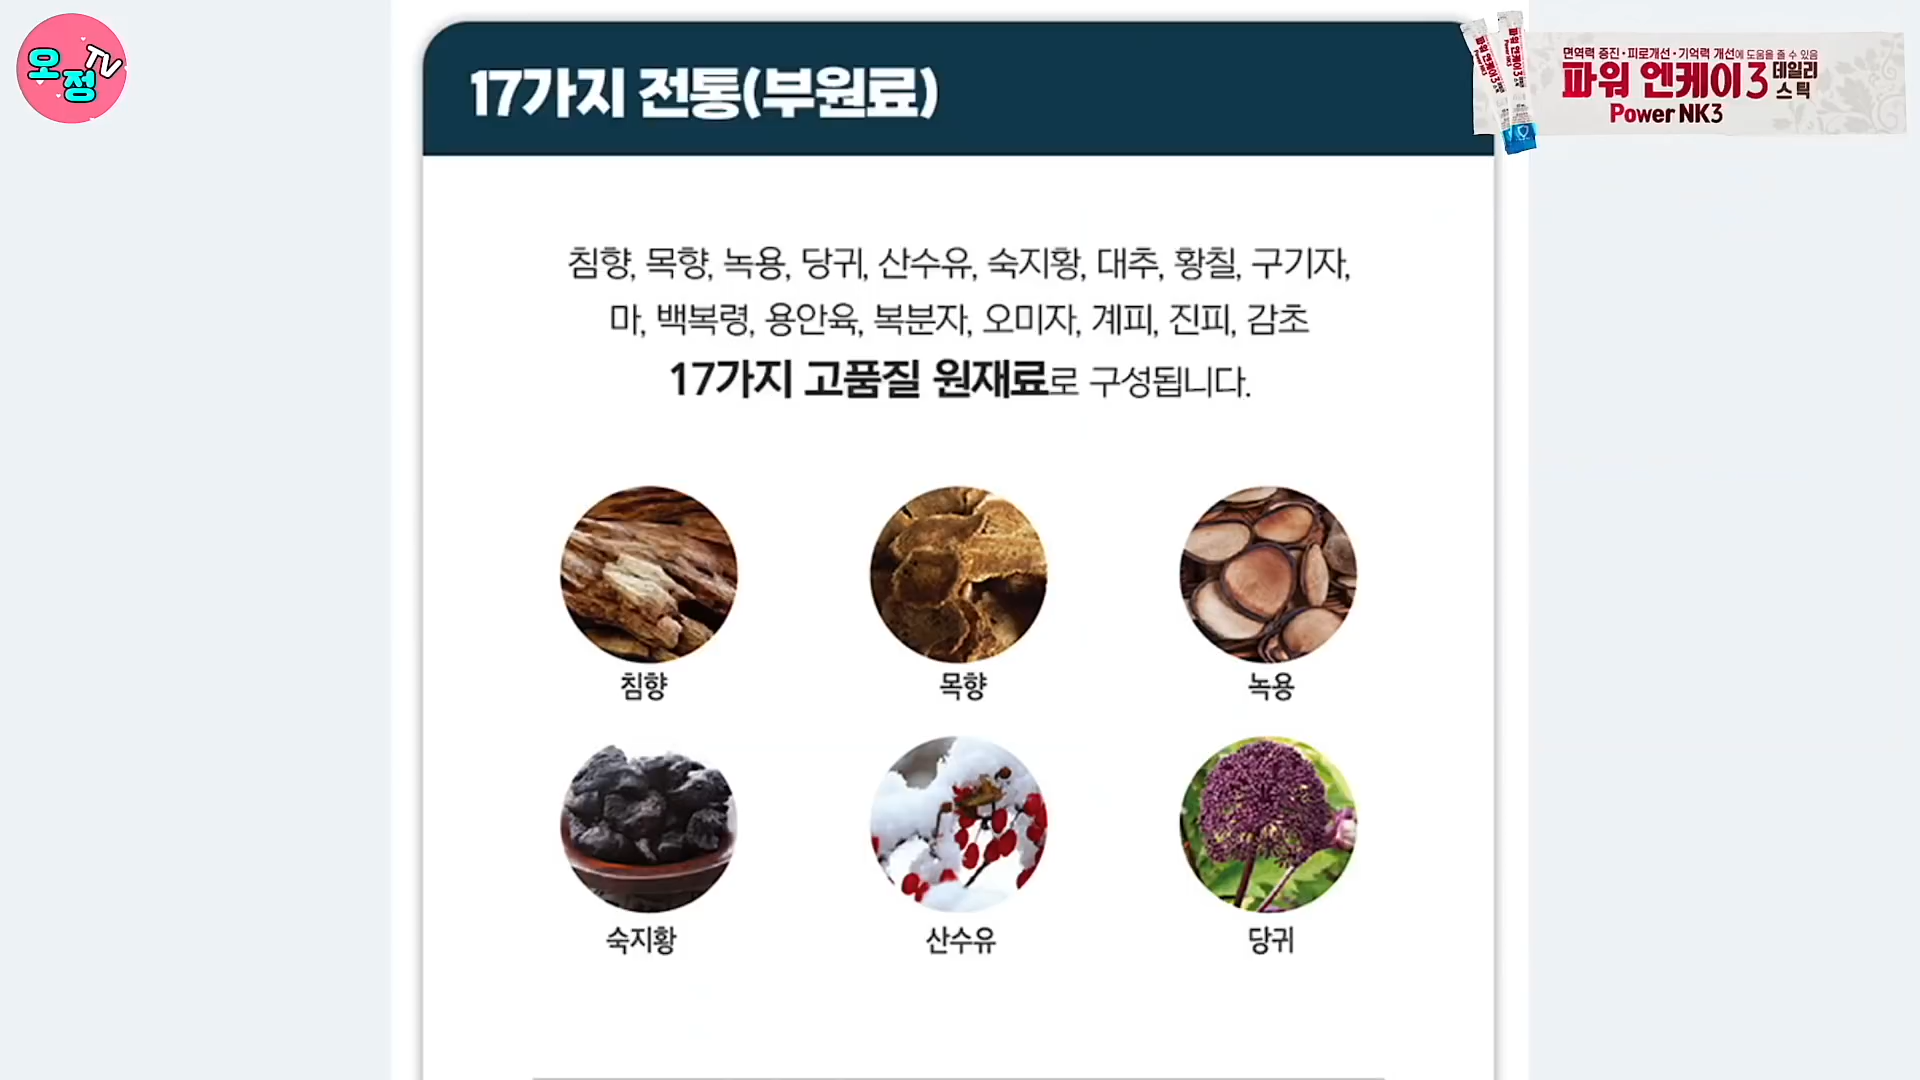 오정TV
17가지 전통(부원료)
면역력 증진·피로개선·기억력 개선에 도움을 줄 수 있음
파워 엔케이3 데일리스틱
Power NK3
침향, 목향, 녹용, 당귀, 산수유, 숙지황, 대추, 황칠, 구기자,
마, 백복령, 용안육, 복분자, 오미자, 계피, 진피, 감초
17가지 고품질 원재료로 구성됩니다.
침향
목향
녹용
숙지황
산수유
당귀